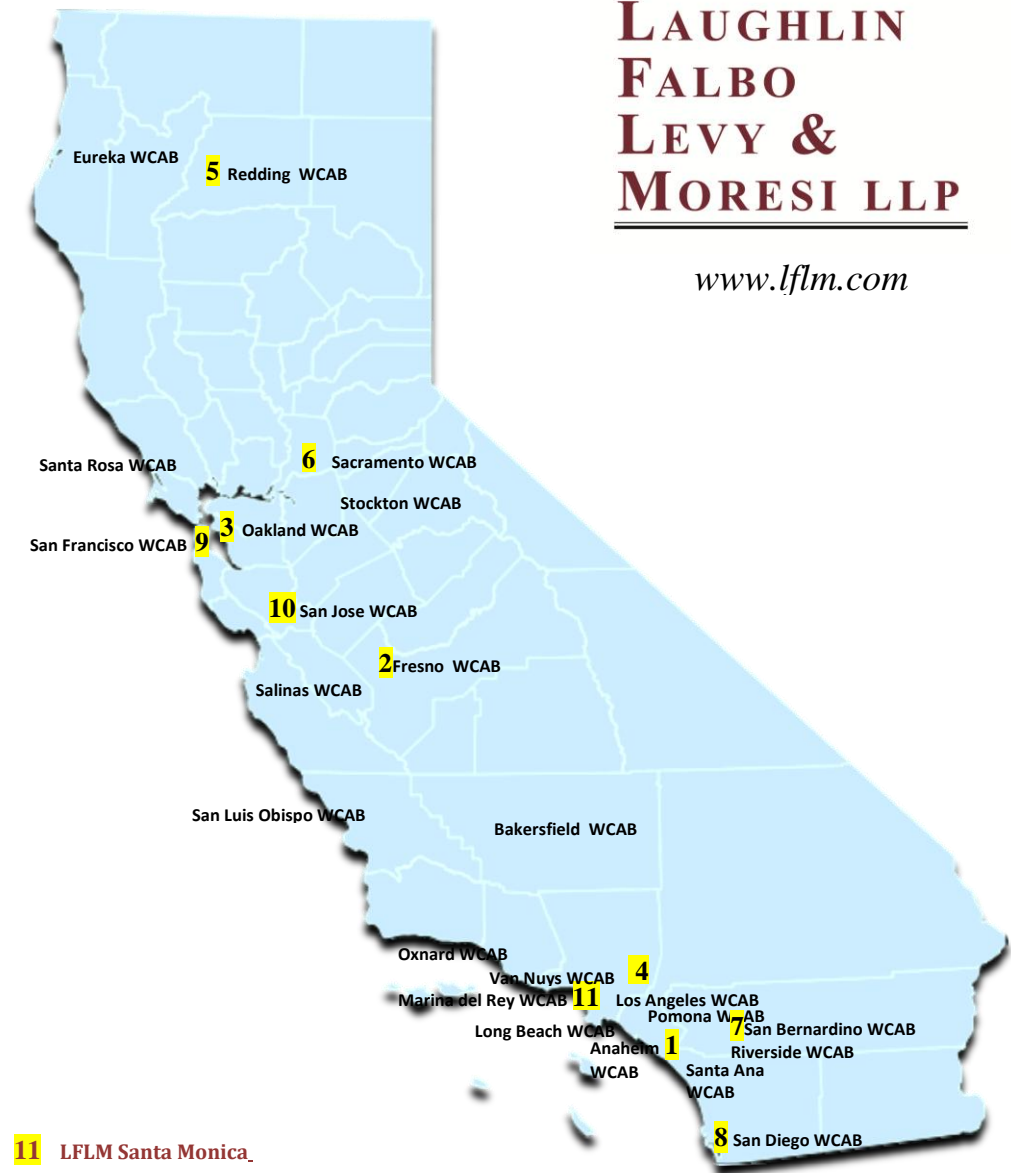 LAUGHLIN
FALBO
LEVY &
MORESI LLP
www.lflm.com
Eureka WCAB
5 Redding WCAB
6 Sacramento WCAB
Santa Rosa WCAB
Stockton WCAB
3 Oakland WCAB
San Francisco WCAB 9
10 San Jose WCAB
2 Fresno WCAB
Salinas WCAB
San Luis Obispo WCAB
Bakersfield WCAB
Oxnard WCAB
Van Nuys WCAB 4
Marina del Rey WCAB 11 Los Angeles WCAB
Pomona WCAB
Long Beach WCAB 7 San Bernardino WCAB
Anaheim 1 Riverside WCAB
WCAB
Santa Ana
WCAB
8 San Diego WCAB
11 LFLM Santa Monica